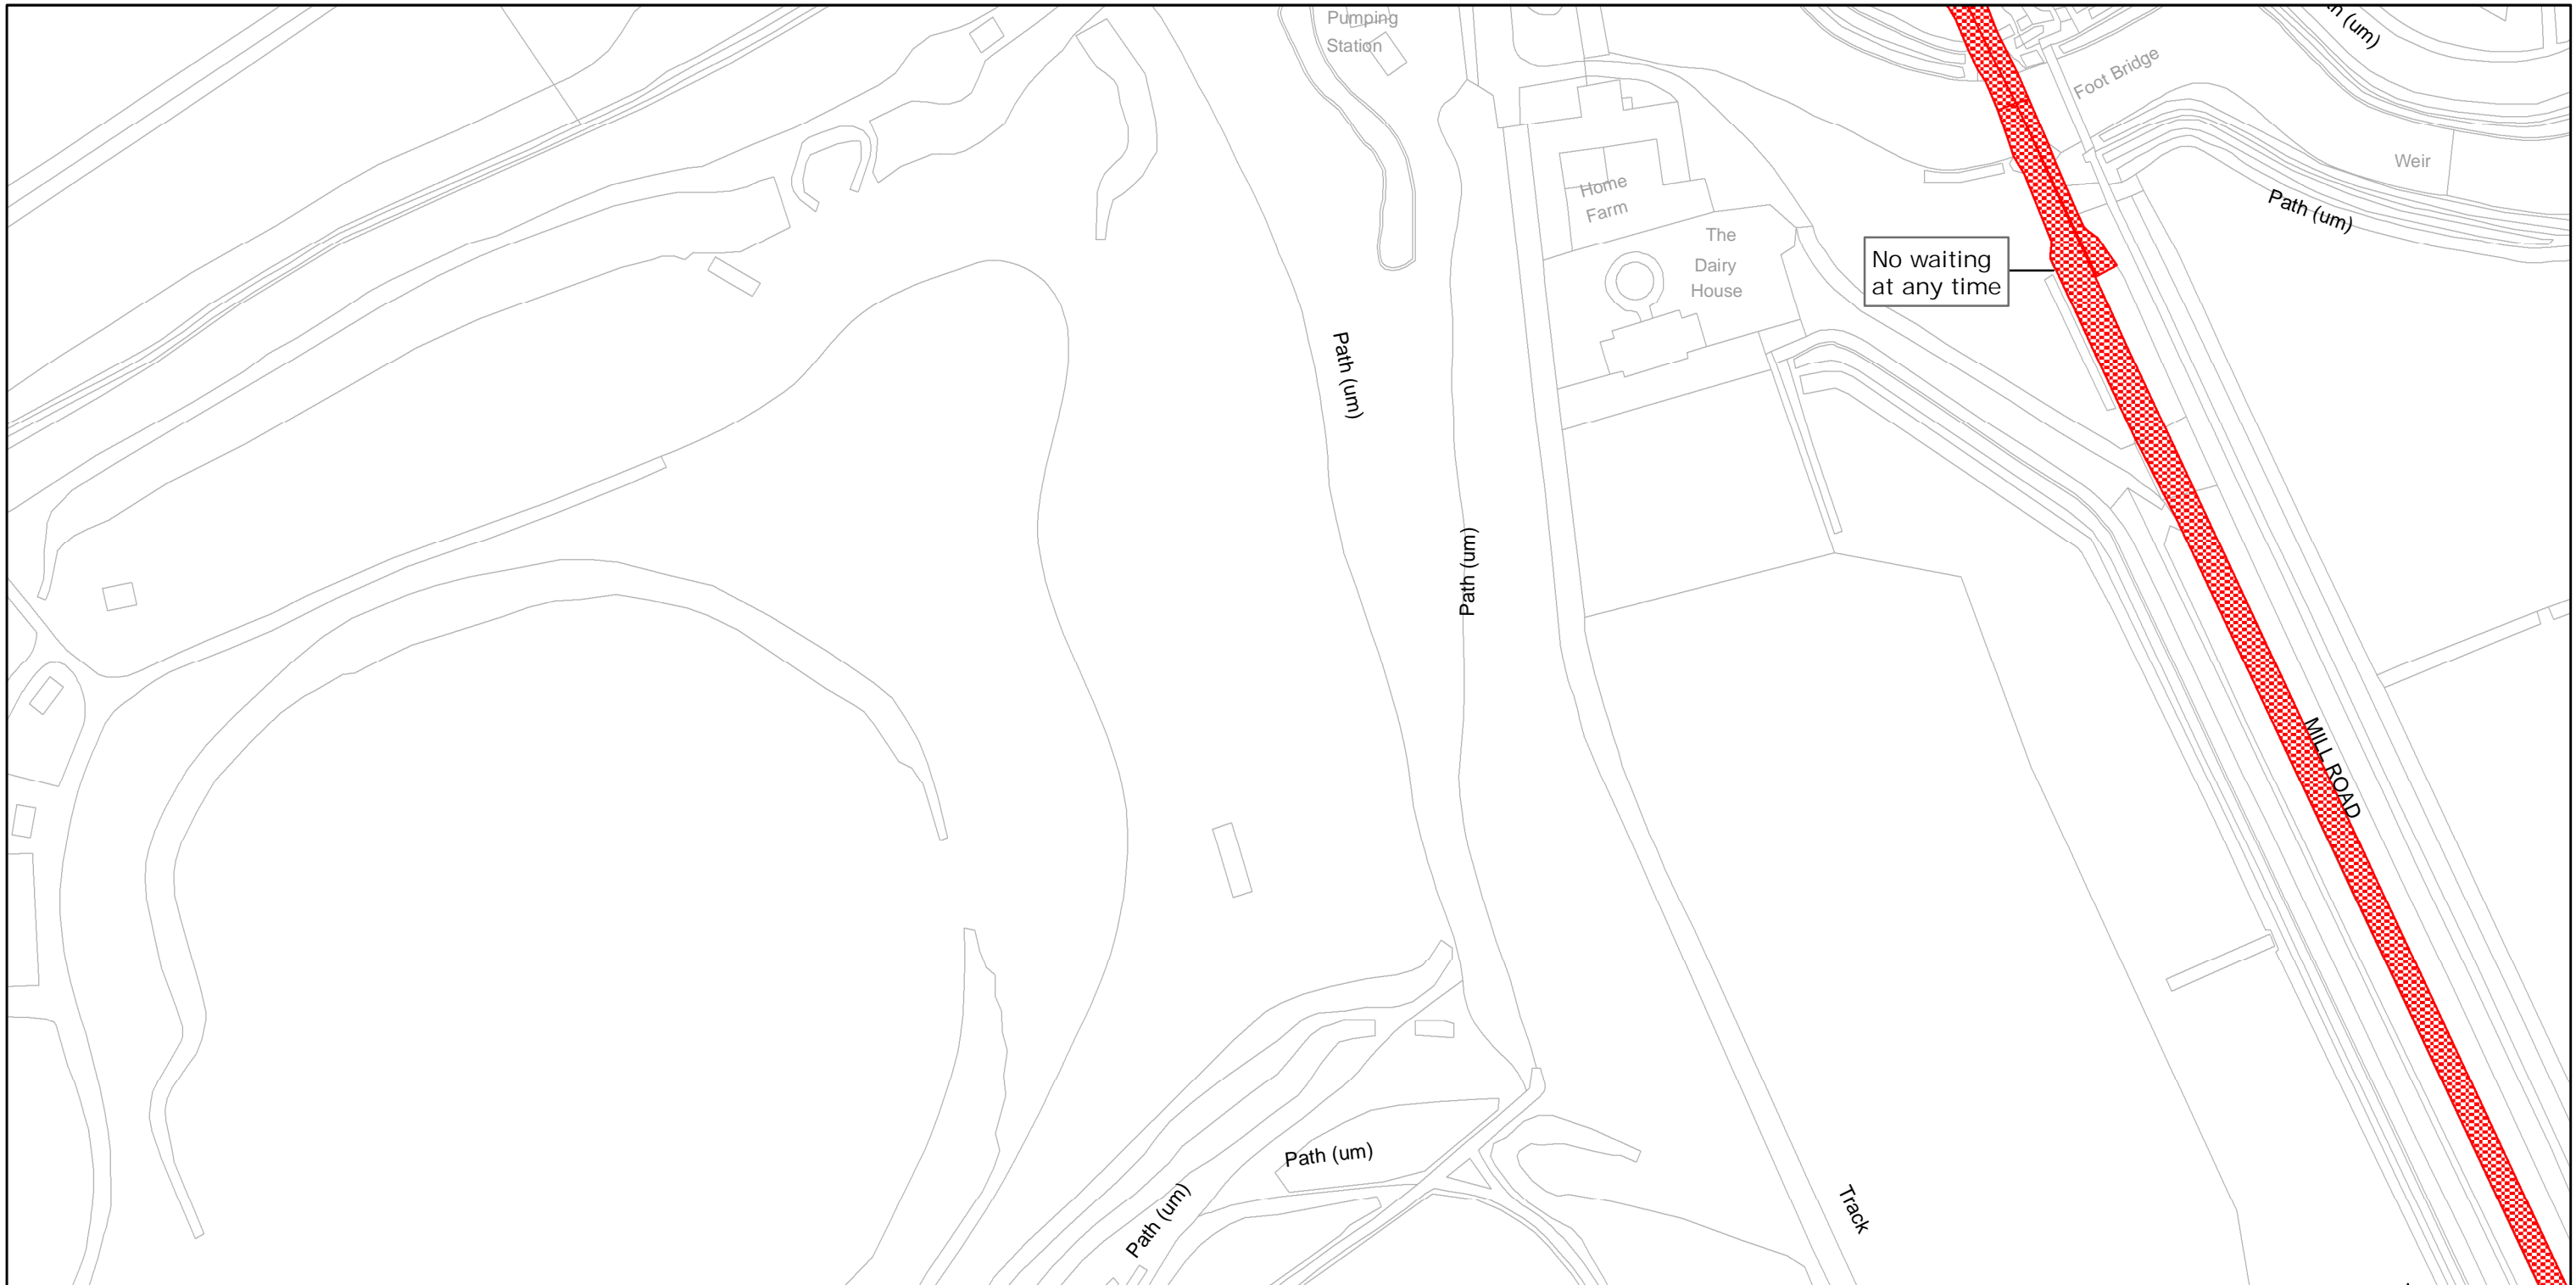 Pumping
Station
(um)
Foot Bridge
Weir
Path (um)
Home
Farm
The
Dairy
House
No waiting
at any time
Path (um)
Path (um)
MILL ROAD
Path (um)
Path (um)
Track